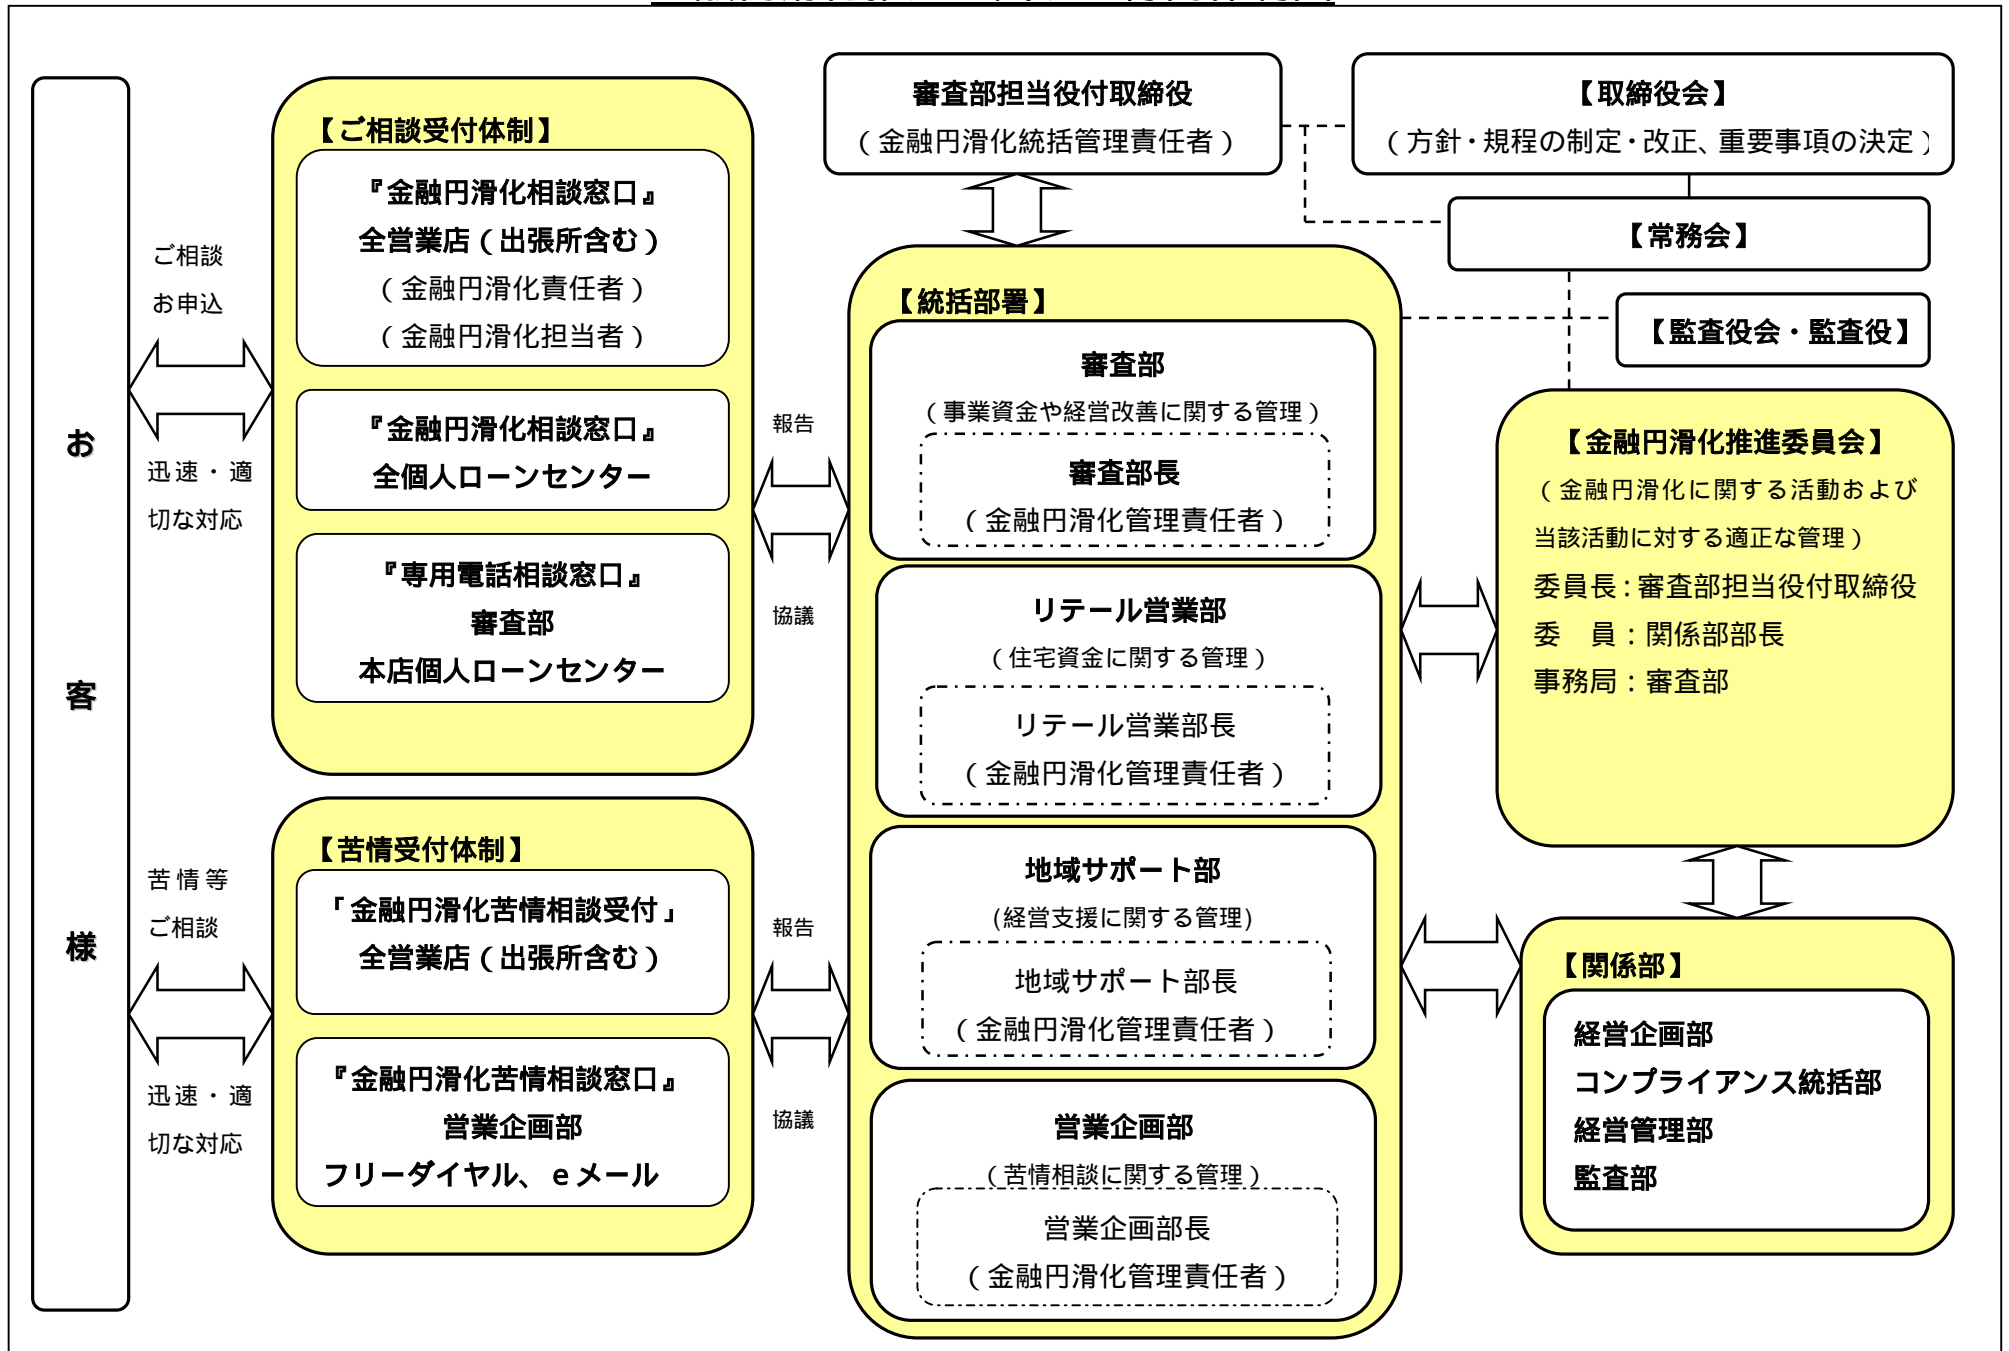 お
客
様
ご相談
お申込
迅速・適
切な対応
苦情等
ご相談
迅速・適
切な対応
【ご相談受付体制】
『金融円滑化相談窓口』
全営業店（出張所含む）
（金融円滑化責任者）
（金融円滑化担当者）
『金融円滑化相談窓口』
全個人ローンセンター
『専用電話相談窓口』
審査部
本店個人ローンセンター
【苦情受付体制】
「金融円滑化苦情相談受付」
全営業店（出張所含む）
『金融円滑化苦情相談窓口』
営業企画部
フリーダイヤル、eメール
報告
協議
報告
協議
審査部担当役付取締役
（金融円滑化統括管理責任者）
【統括部署】
審査部
（事業資金や経営改善に関する管理）
審査部長
（金融円滑化管理責任者）
リテール営業部
（住宅資金に関する管理）
リテール営業部長
（金融円滑化管理責任者）
地域サポート部
(経営支援に関する管理)
地域サポート部長
（金融円滑化管理責任者）
営業企画部
（苦情相談に関する管理）
営業企画部長
（金融円滑化管理責任者）
【取締役会】
（方針・規程の制定・改正、重要事項の決定）
【常務会】
【監査役会・監査役】
【金融円滑化推進委員会】
（金融円滑化に関する活動および
当該活動に対する適正な管理）
委員長：審査部担当役付取締役
委　員：関係部部長
事務局：審査部
【関係部】
経営企画部
コンプライアンス統括部
経営管理部
監査部